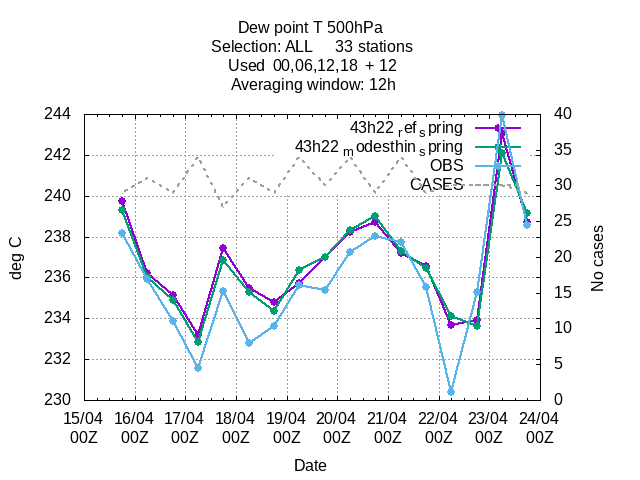 Dew point T 500hPa
Selection: ALL 33 stations
Used 00,06,12,18 + 12
Averaging window: 12h
43h22 ref spring
43h22 modesthin spring
OBS
CASES
deg C
244
242
240
238
236
234
232
230
40
35
30
25
20
15
10
5
0
No cases
15/04 16/04 17/04 18/04 19/04 20/04 21/04 22/04 23/04 24/04
00Z 00Z 00Z 00Z 00Z 00Z 00Z 00Z 00Z 00Z
Date